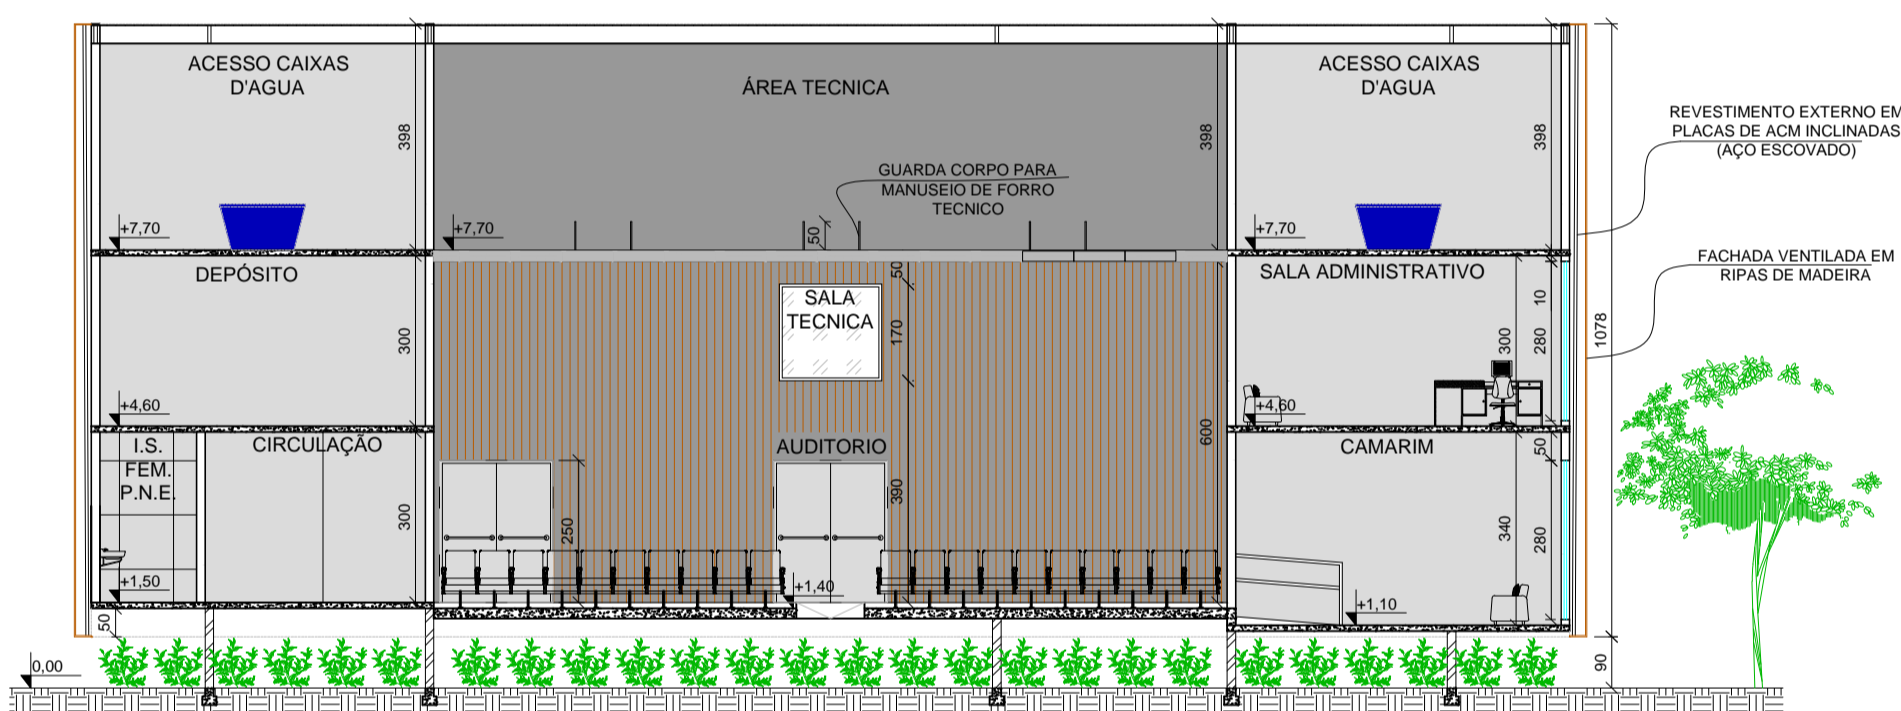 ACESSO CAIXAS
D'AGUA
398
+7,70
ÁREA TECNICA
398
GUARDA CORPO PARA
MANUSEIO DE FORRO
TECNICO
50
+7,70
ACESSO CAIXAS
D'AGUA
398
+7,70
REVESTIMENTO EXTERNO EM
PLACAS DE ACM INCLINADAS
(AÇO ESCOVADO)
FACHADA VENTILADA EM
RIPAS DE MADEIRA
1078
DEPÓSITO
300
+4,60
SALA
TECNICA
50
170
390
600
SALA ADMINISTRATIVO
10
300
280
+4,60
I.S.
FEM.
P.N.E.
CIRCULAÇÃO
300
+1,50
50
AUDITORIO
250
+1,40
CAMARIM
50
340
280
+1,10
90
0,00